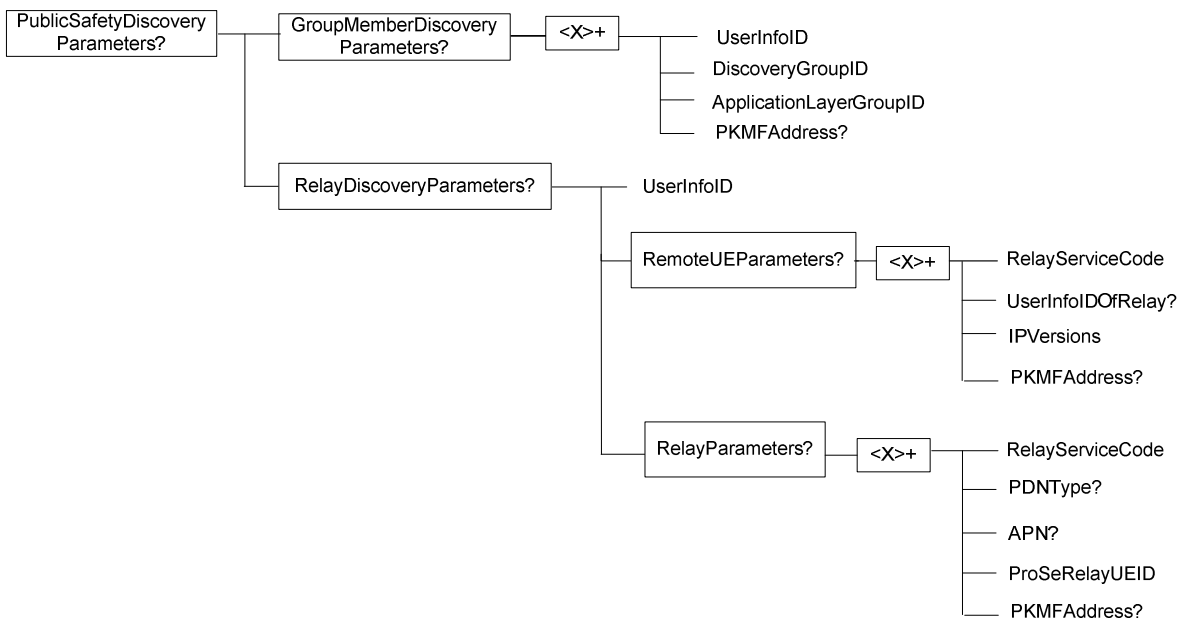 PublicSafetyDiscovery
Parameters?
GroupMemberDiscovery
Parameters?
<X>+
UserInfoID
DiscoveryGroupID
ApplicationLayerGroupID
PKMFAddress?
RelayDiscoveryParameters?
UserInfoID
RemoteUEParameters?
<X>+
RelayServiceCode
UserInfoIDOfRelay?
IPVersions
PKMFAddress?
RelayParameters?
<X>+
RelayServiceCode
PDNType?
APN?
ProSeRelayUEID
PKMFAddress?